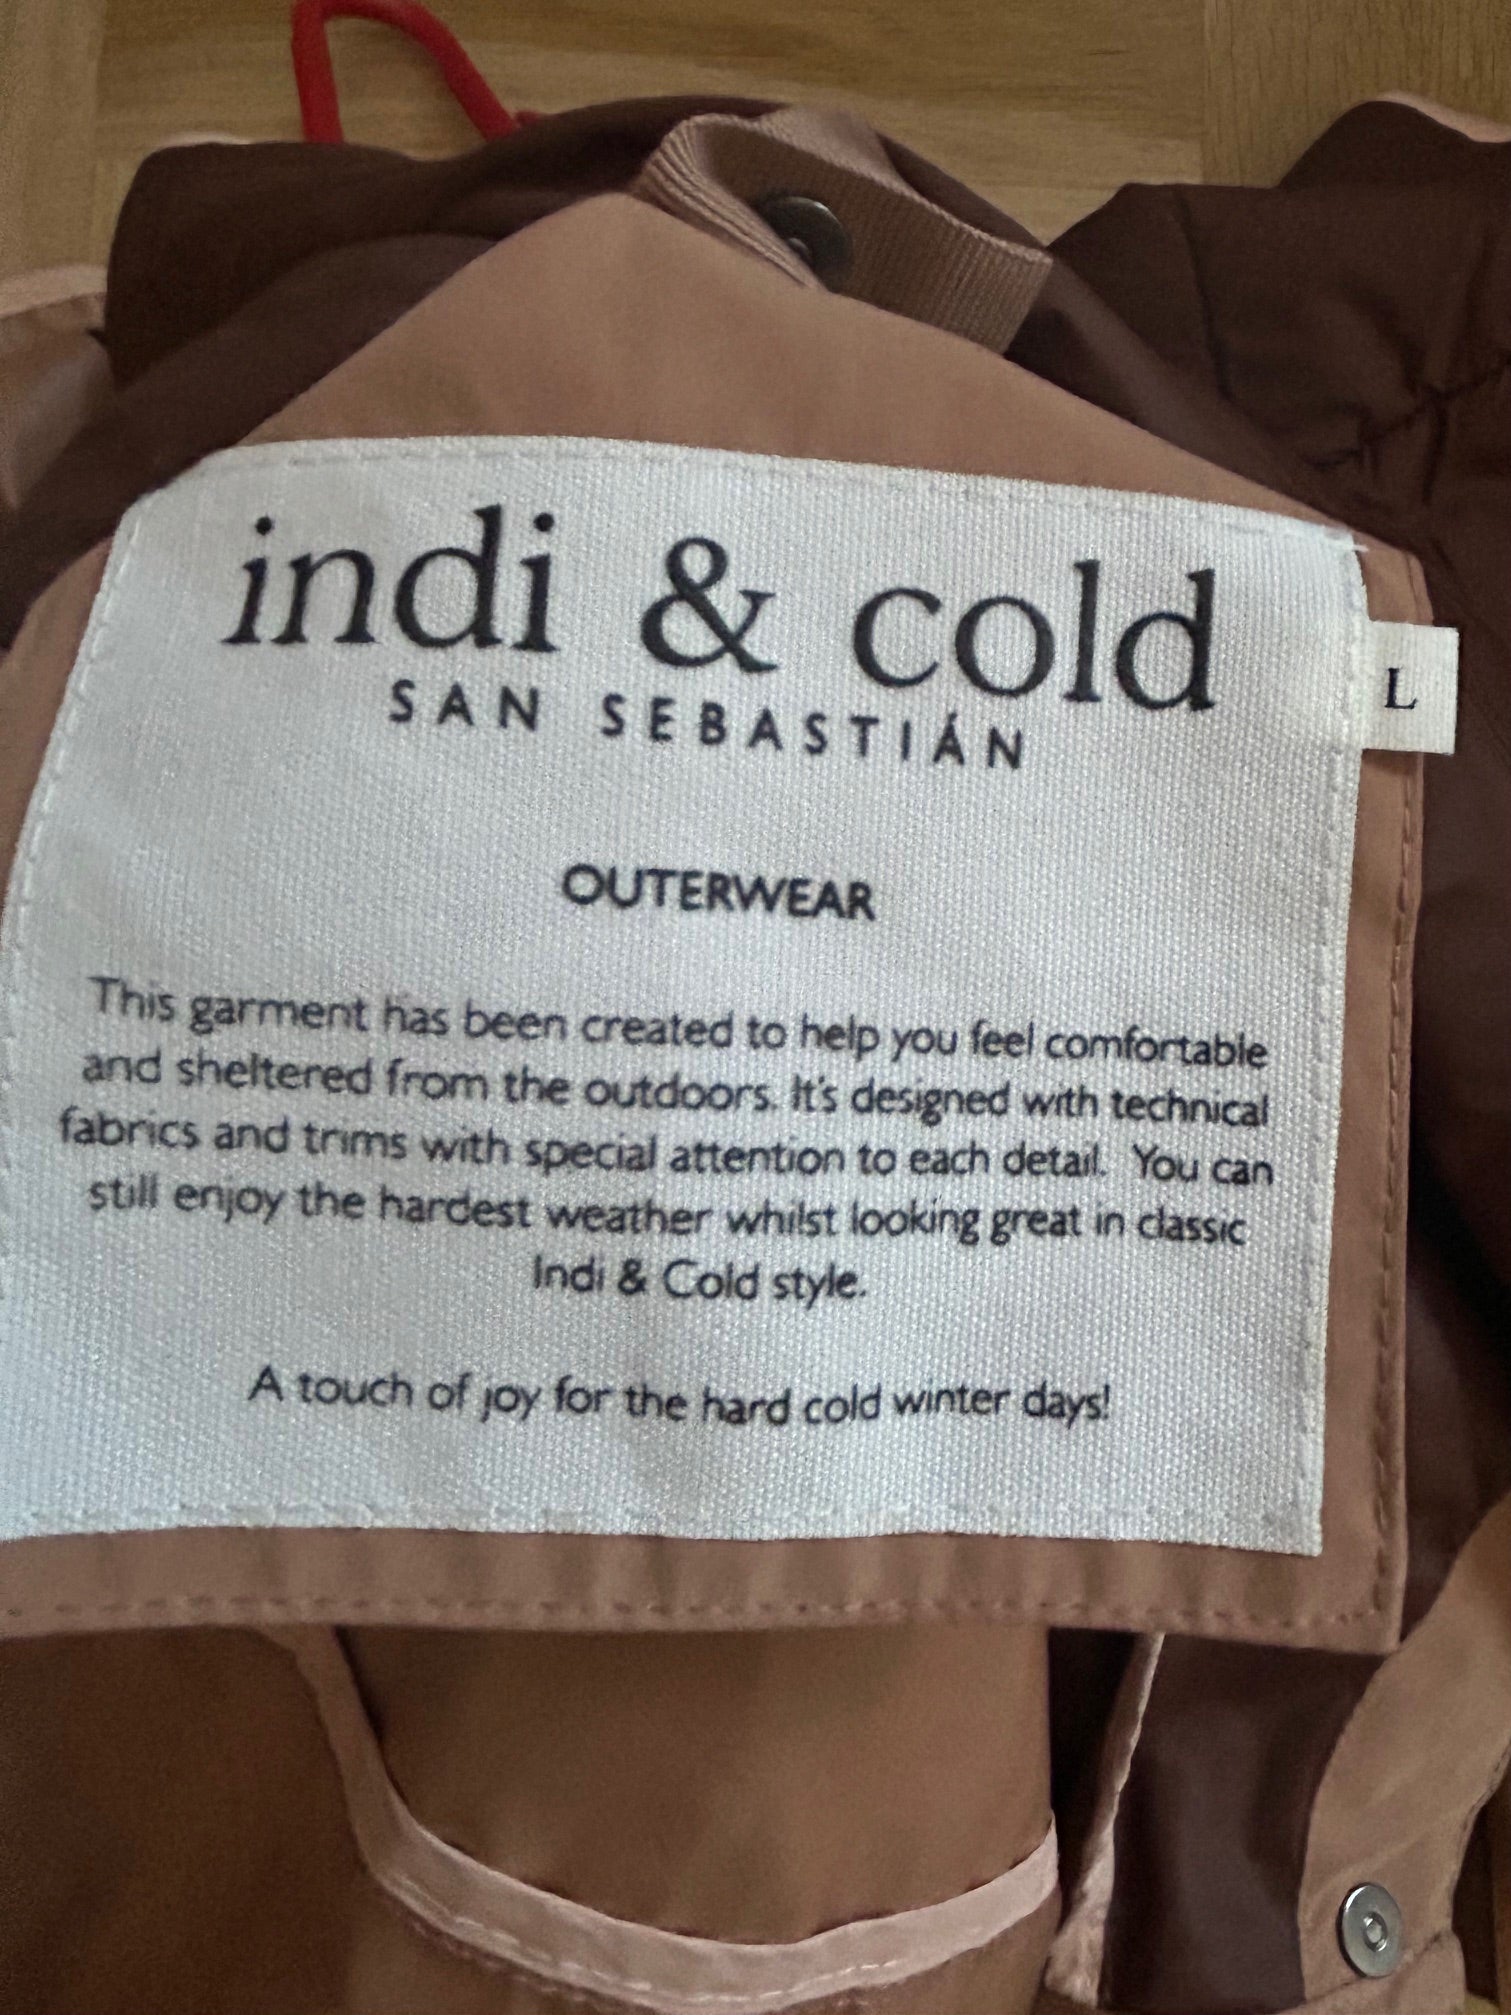 indi & cold
SAN SEBASTIÁN
L
OUTERWEAR
This garment has been created to help you feel comfortable
and sheltered from the outdoors. It's designed with technical
fabrics and trims with special attention to each detail. You can
still enjoy the hardest weather whilst looking great in classic
Indi & Cold style.
A touch of joy for the hard cold winter days!